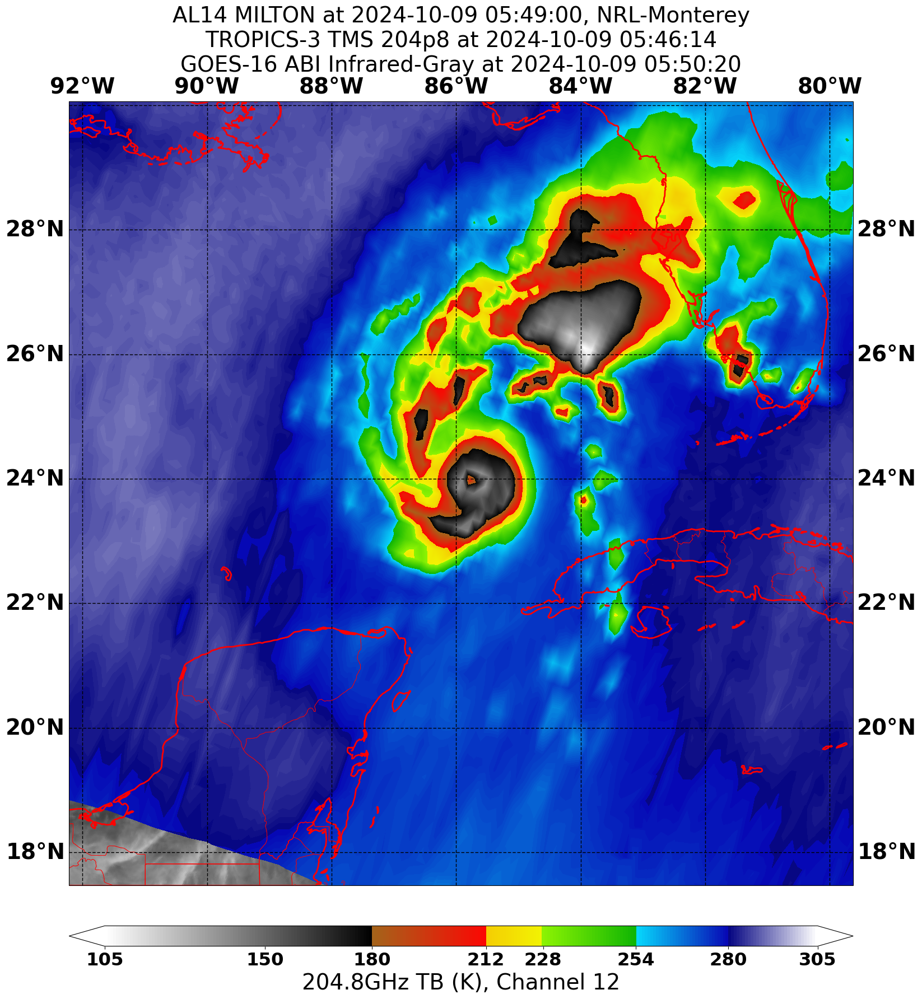 AL14 MILTON at 2024-10-09 05:49:00, NRL-Monterey
TROPICS-3 TMS 204p8 at 2024-10-09 05:46:14
GOES-16 ABI Infrared-Gray at 2024-10-09 05:50:20
92°W 90°W 88°W 86°W 84°W 82°W 80°W
28°N 28°N
26°N 26°N
24°N 24°N
22°N 22°N
20°N 20°N
18°N 18°N
105 150 180 212 228 254 280 305
204.8GHz TB (K), Channel 12